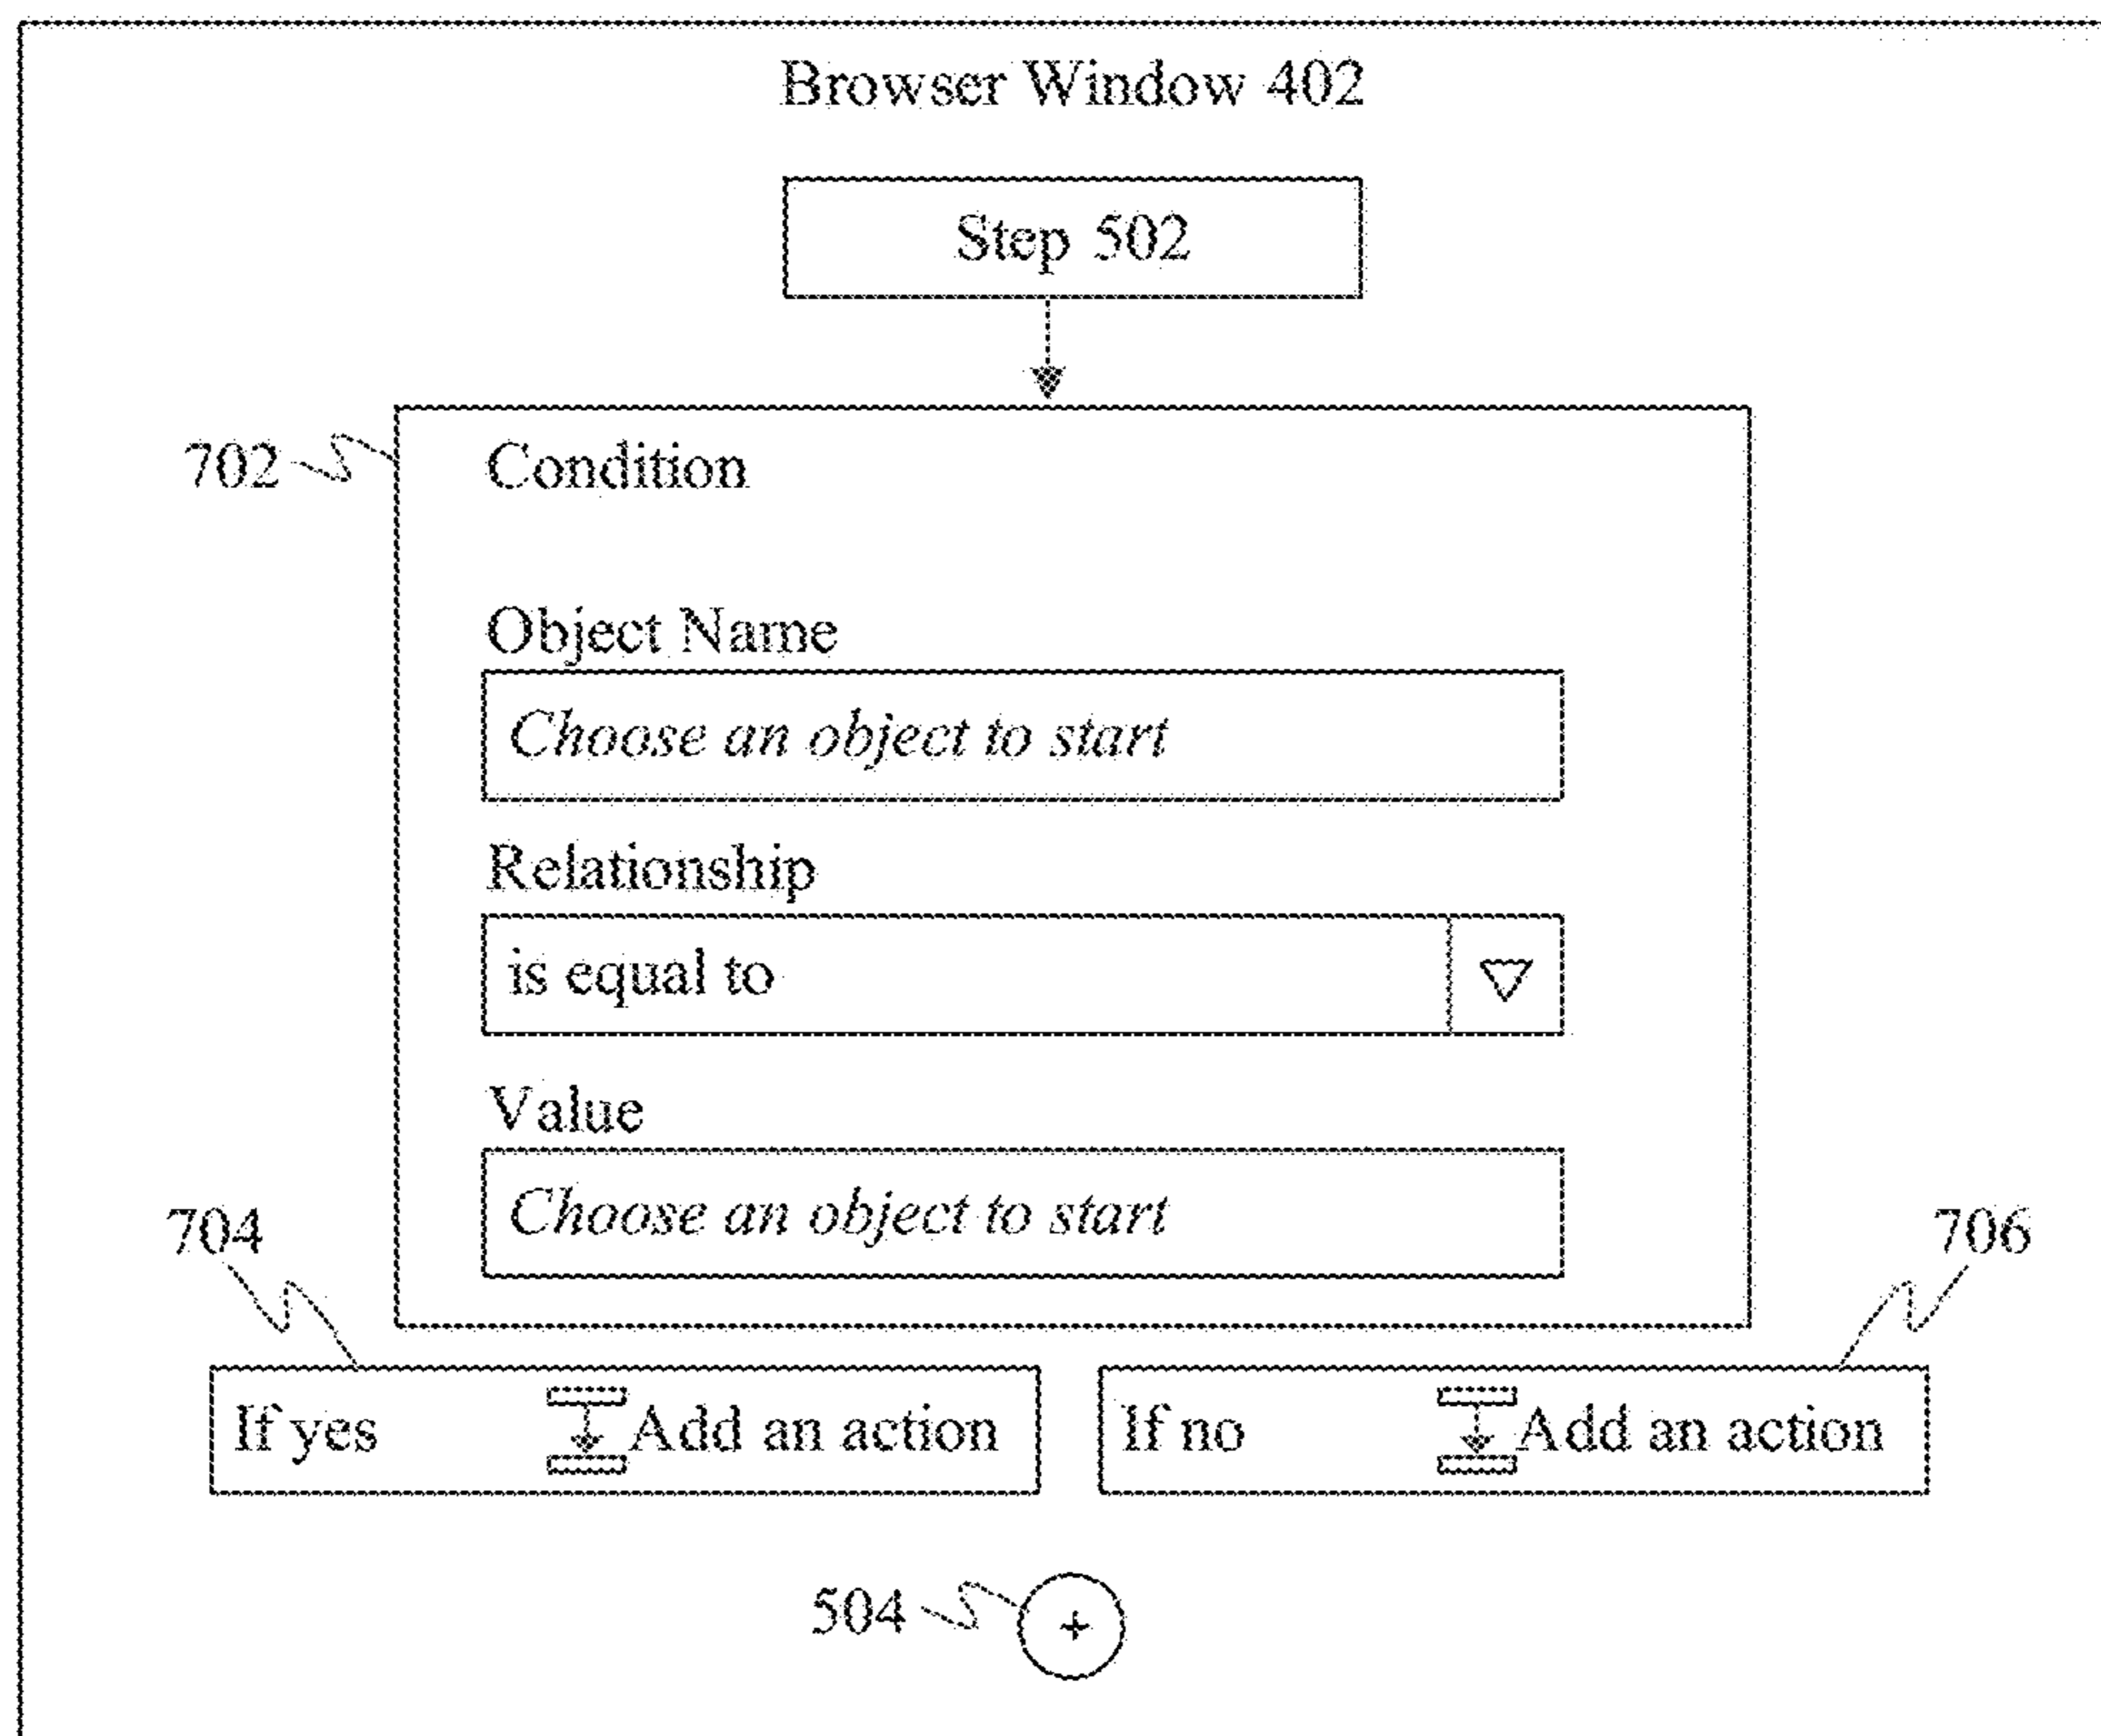 Browser Window 402
Step 502
702
Condition
Object Name
Choose an object to start
Relationship
is equal to
Value
Choose an object to start
704
706
If yes Add an action
If no Add an action
504
+